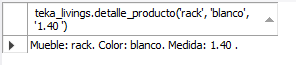 teka_livings.detalle_producto('rack', 'blanco',
'1.40 ')
Mueble: rack. Color: blanco. Medida: 1.40 .